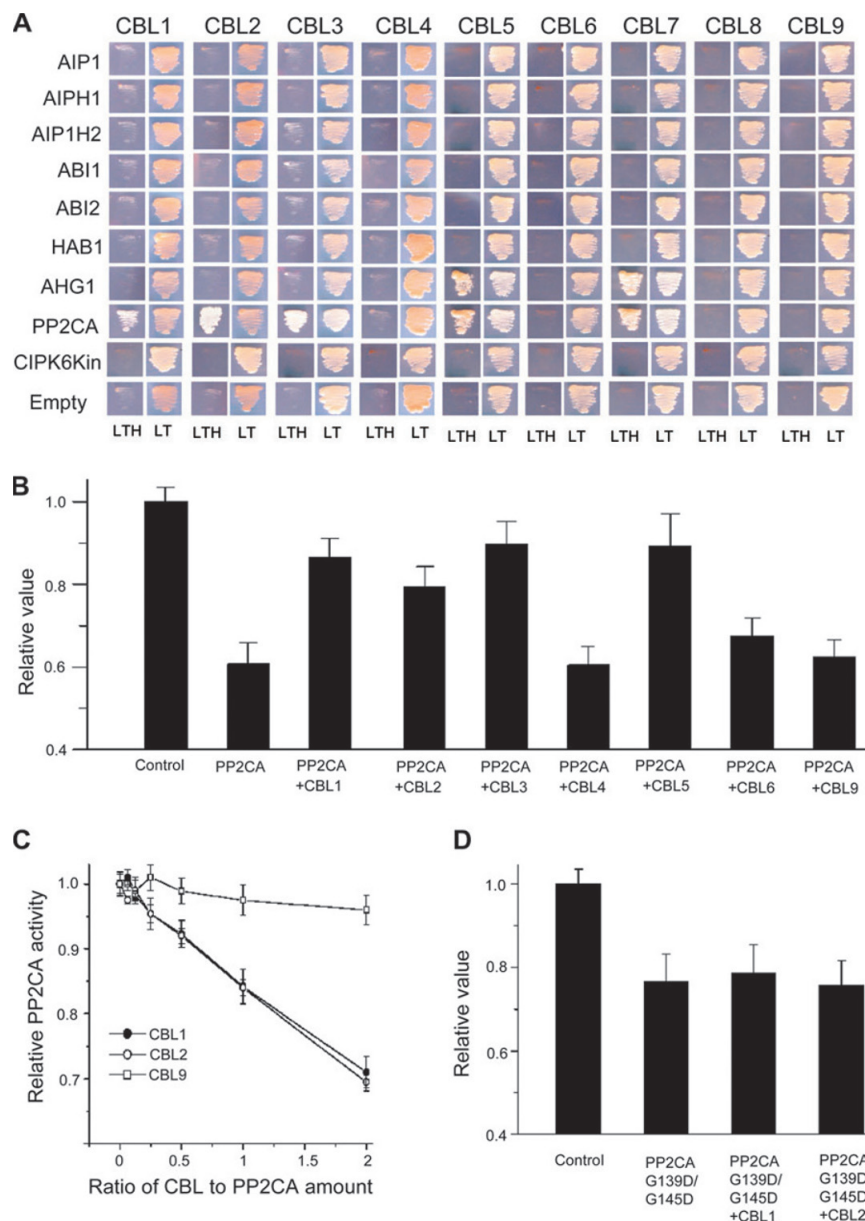 A
CBL1 CBL2 CBL3 CBL4 CBL5 CBL6 CBL7 CBL8 CBL9
AIP1
AIPH1
AIP1H2
ABI1
ABI2
HAB1
AHG1
PP2CA
CIPK6Kin
Empty
LTH LT LTH LT LTH LT LTH LT LTH LT LTH LT LTH LT LTH LT LTH LT
B
Relative value
1.0
0.8
0.6
0.4
Control PP2CA PP2CA PP2CA PP2CA PP2CA PP2CA PP2CA PP2CA
+CBL1 +CBL2 +CBL3 +CBL4 +CBL5 +CBL6 +CBL9
C
Relative PP2CA activity
1.0
0.9
0.8
0.7
CBL1
CBL2
CBL9
0 0.5 1 2
Ratio of CBL to PP2CA amount
D
Relative value
1.0
0.8
0.6
0.4
Control PP2CA PP2CA PP2CA
G139D/ G139D/ G139D
G145D G145D G145D
+CBL1 +CBL2